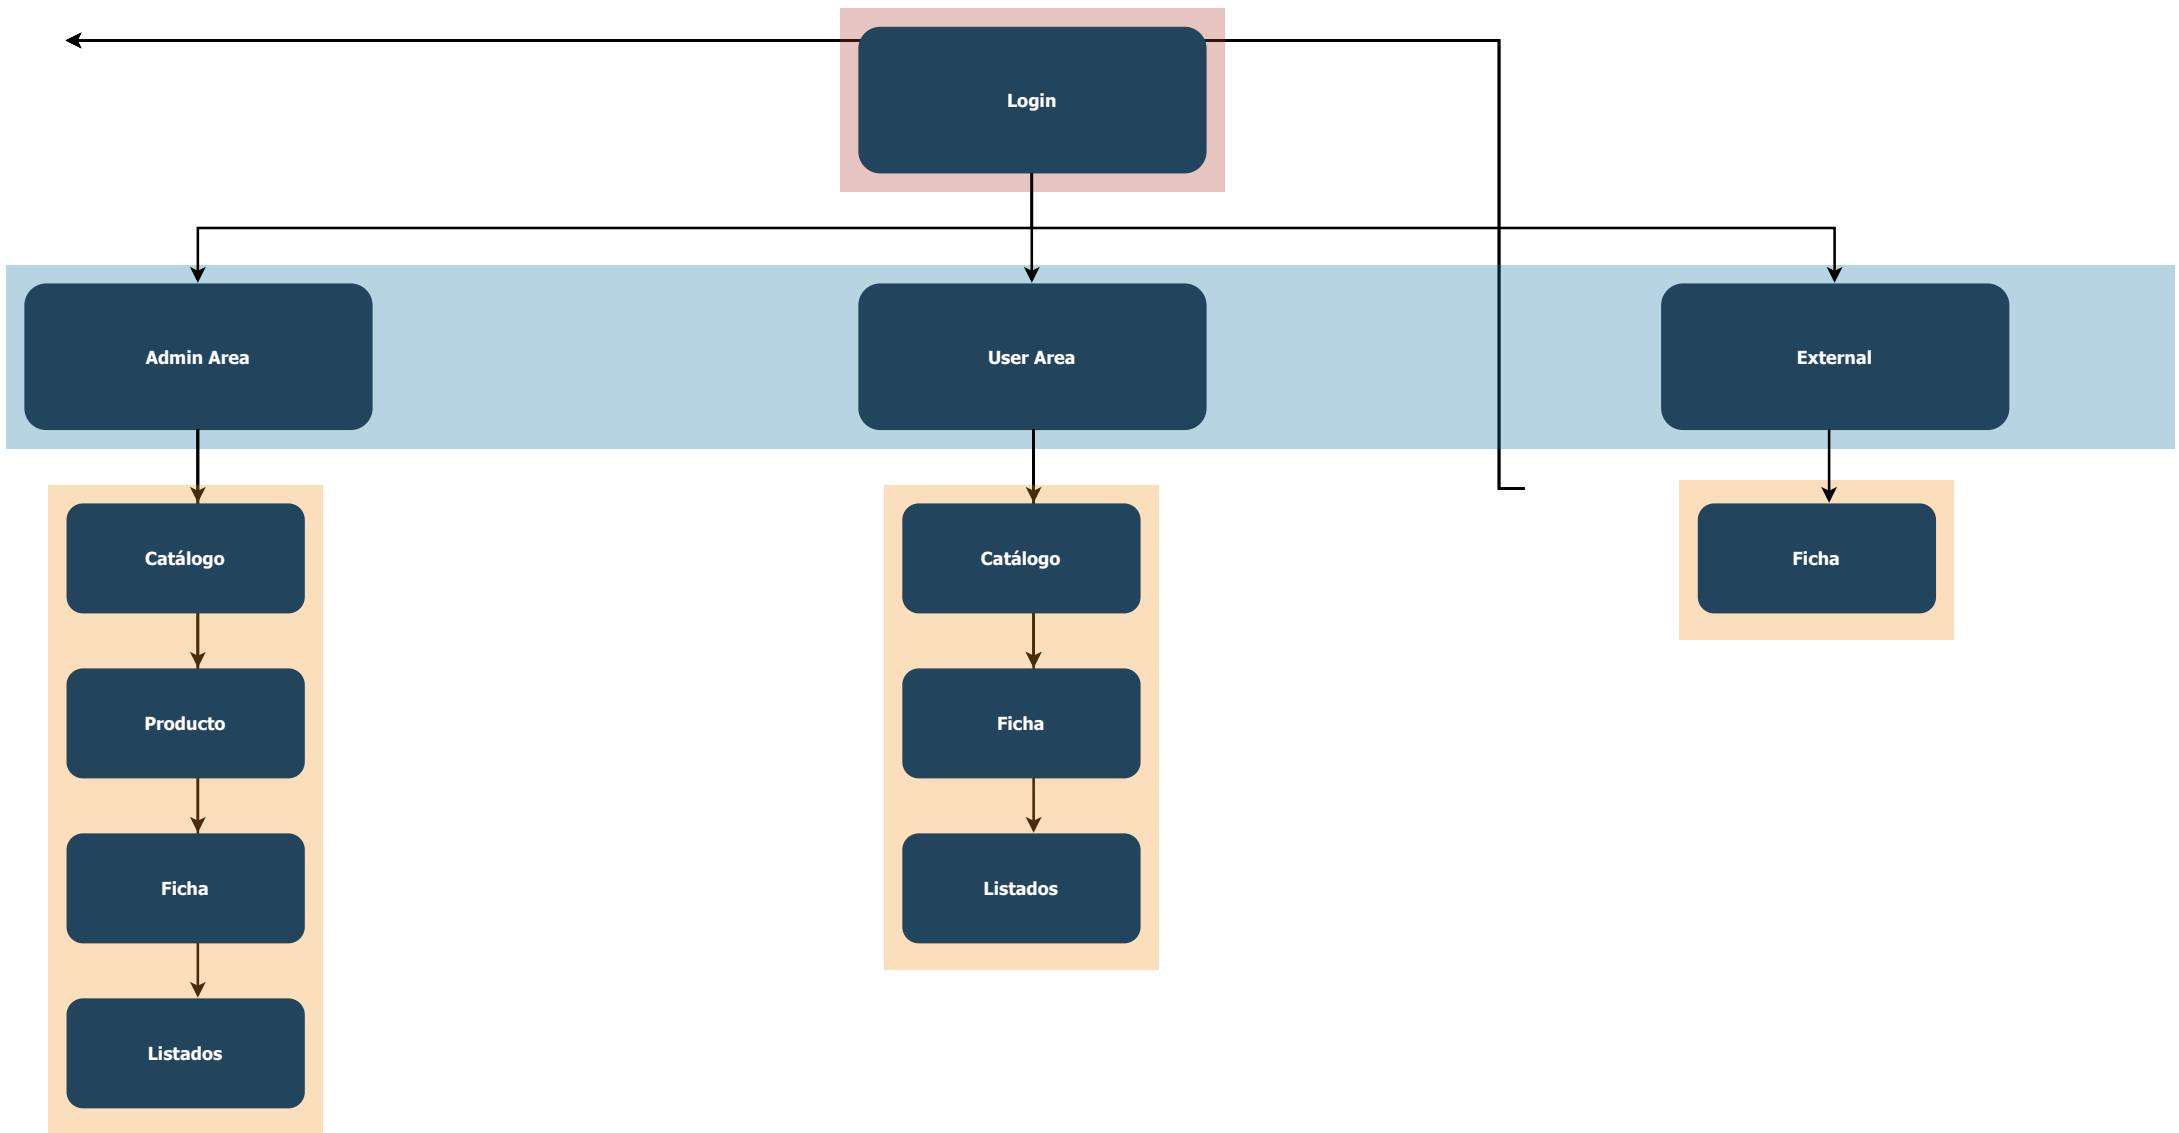 Login
Admin Area
User Area
External
Catálogo
Catálogo
Ficha
Producto
Ficha
Ficha
Listados
Listados